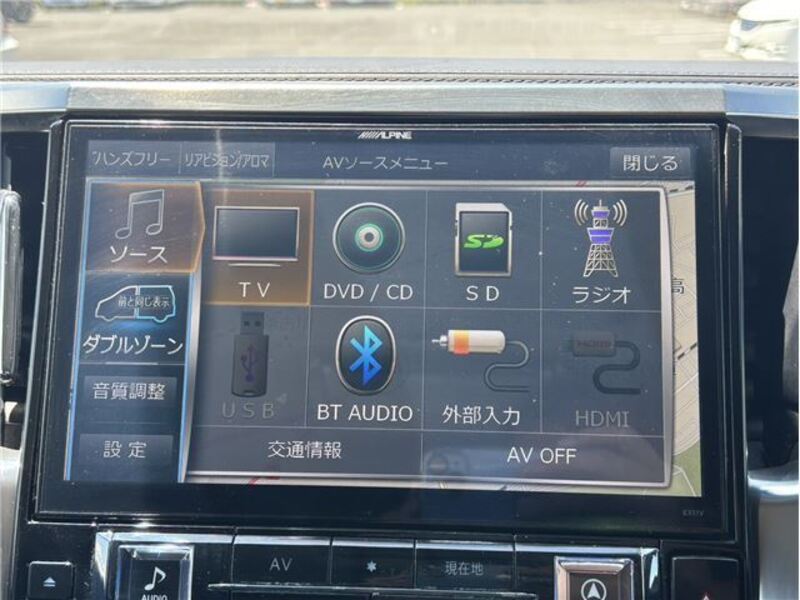 ALPINE
ハンズフリー
リアビジョン/アロマ
AVソースメニュー
閉じる
ソース
TV
DVD / CD
SD
ラジオ
前と同じ表示
ダブルゾーン
USB
BT AUDIO
外部入力
HDMI
HDMI
音質調整
設定
交通情報
AV OFF
AV
*
現在地
AUDIO